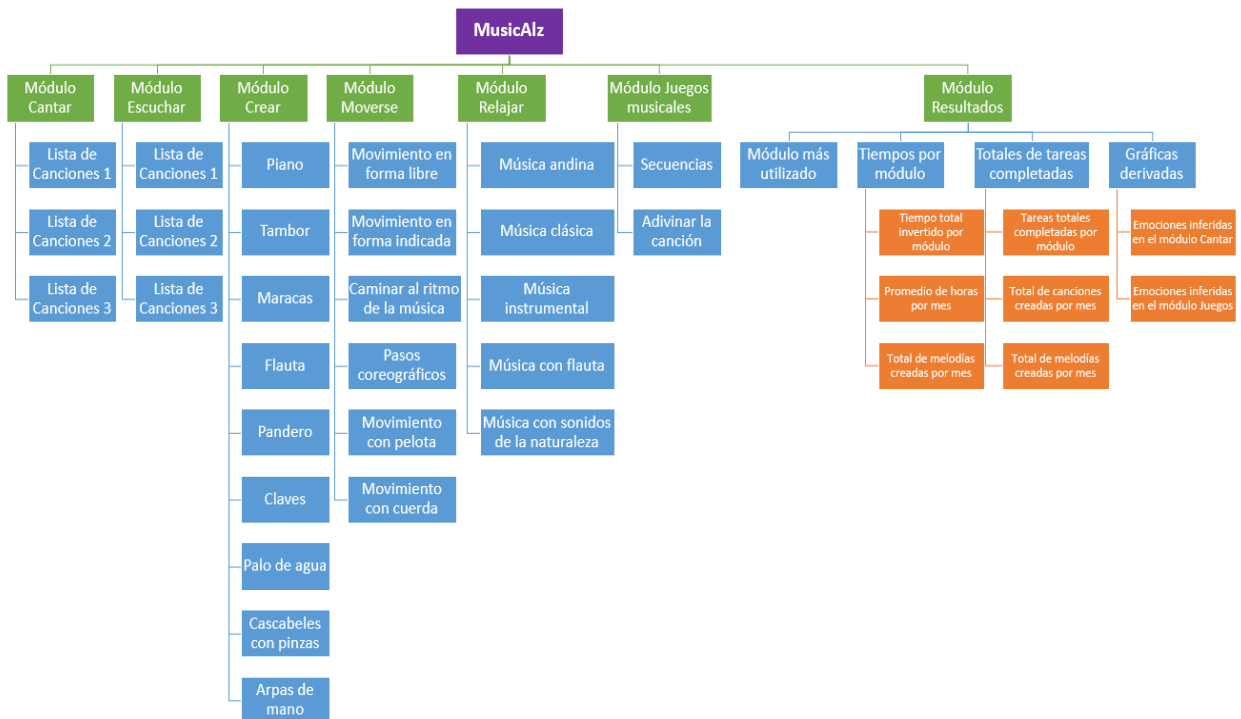 MusicAlz
Módulo
Cantar
Lista de
Canciones 1
Lista de
Canciones 2
Lista de
Canciones 3
Módulo
Escuchar
Lista de
Canciones 1
Lista de
Canciones 2
Lista de
Canciones 3
Módulo
Crear
Piano
Tambor
Maracas
Flauta
Pandero
Claves
Palo de agua
Cascabeles
con pinzas
Arpas de
mano
Módulo
Moverse
Movimiento en
forma libre
Movimiento en
forma indicada
Caminar al ritmo
de la música
Pasos
coreográficos
Movimiento
con pelota
Movimiento
con cuerda
Módulo
Relajar
Música andina
Música clásica
Música
instrumental
Música con flauta
Música con sonidos
de la naturaleza
Módulo Juegos
musicales
Secuencias
Adivinar la
canción
Módulo
Resultados
Módulo más
utilizado
Tiempos por
módulo
Tiempo total
invertido por
módulo
Promedio de horas
por mes
Total de melodías
creadas por mes
Totales de tareas
completadas
Tareas totales
completadas por
módulo
Total de canciones
creadas por mes
Total de melodías
creadas por mes
Gráficas
derivadas
Emociones inferidas
en el módulo Cantar
Emociones inferidas
en el módulo Juegos